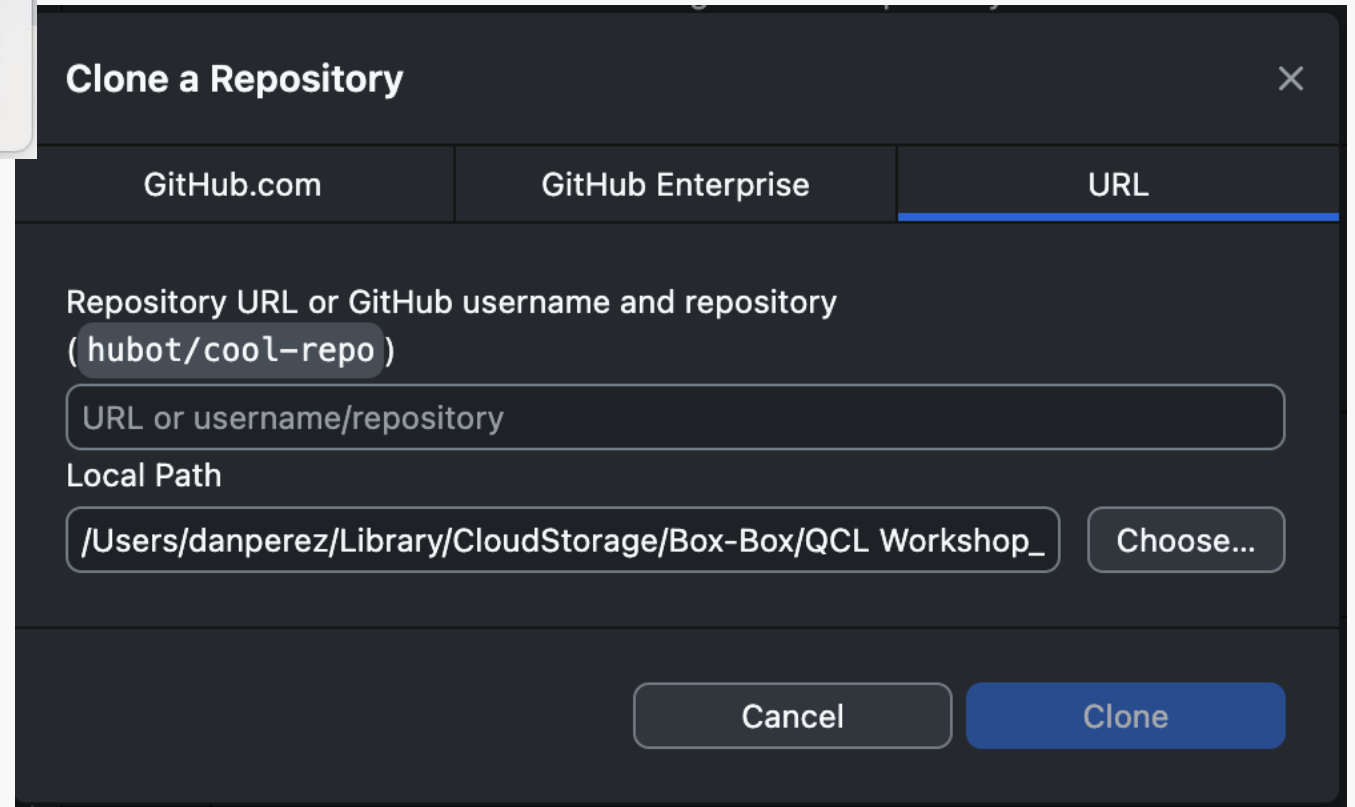 Clone a Repository
GitHub.com
GitHub Enterprise
URL
Repository URL or GitHub username and repository
(hubot/cool-repo)
URL or username/repository
Local Path
/Users/danperez/Library/CloudStorage/Box-Box/QCL Workshop_
Choose...
Cancel
Clone